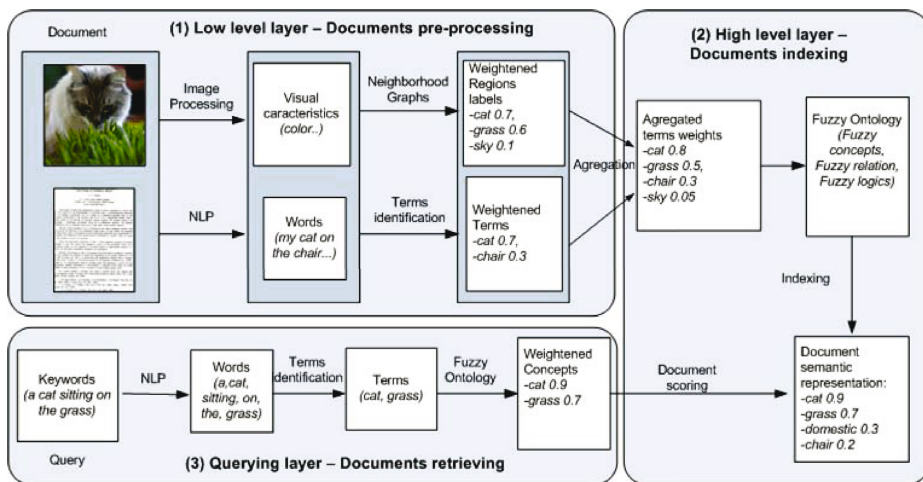 Document
(1) Low level layer – Documents pre-processing
Image
Processing
Visual
caracteristics
(color..)
Neighborhood
Graphs
Weightened
Regions
labels
-cat 0.7,
-grass 0.6
-sky 0.1
NLP
Words
(my cat on
the chair...)
Terms
identification
Weightened
Terms
-cat 0.7,
-chair 0.3
Agregation
(2) High level layer –
Documents indexing
Agregated
terms weights
-cat 0.8
-grass 0.5,
-chair 0.3
-sky 0.05
Fuzzy Ontology
(Fuzzy
concepts,
Fuzzy relation,
Fuzzy logics)
Indexing
Document
semantic
representation:
-cat 0.9
-grass 0.7
-domestic 0.3
-chair 0.2
Keywords
(a cat sitting on
the grass)
Query
NLP
Words
(a,cat,
sitting, on,
the, grass)
Terms
identification
Terms
(cat, grass)
Fuzzy
Ontology
Weightened
Concepts
-cat 0.9
-grass 0.7
Document
scoring
(3) Querying layer – Documents retrieving